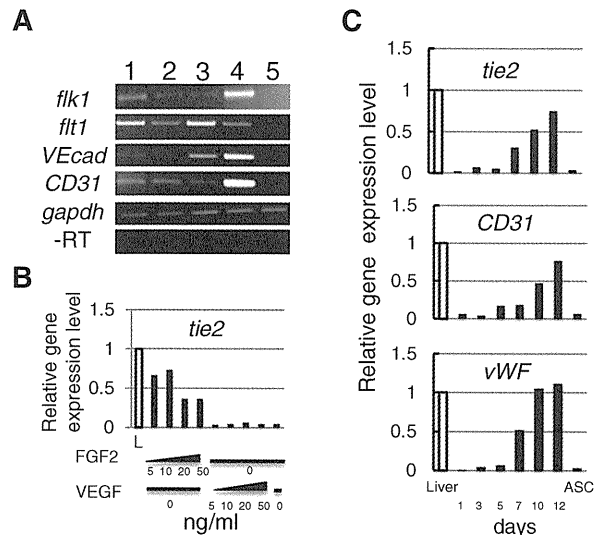 A
1 2 3 4 5
flk1
flt1
VEcad
CD31
gapdh
-RT
B
Relative gene
expression level
1.5
1
0.5
0
tie2
L
FGF2
5 10 20 50
0
VEGF
0
5 10 20 50 0
ng/ml
C
Relative gene expression level
1.5
1
0.5
0
tie2
1.5
1
0.5
0
CD31
1.5
1
0.5
0
vWF
Liver
1 3 5 7 10 12
ASC
days